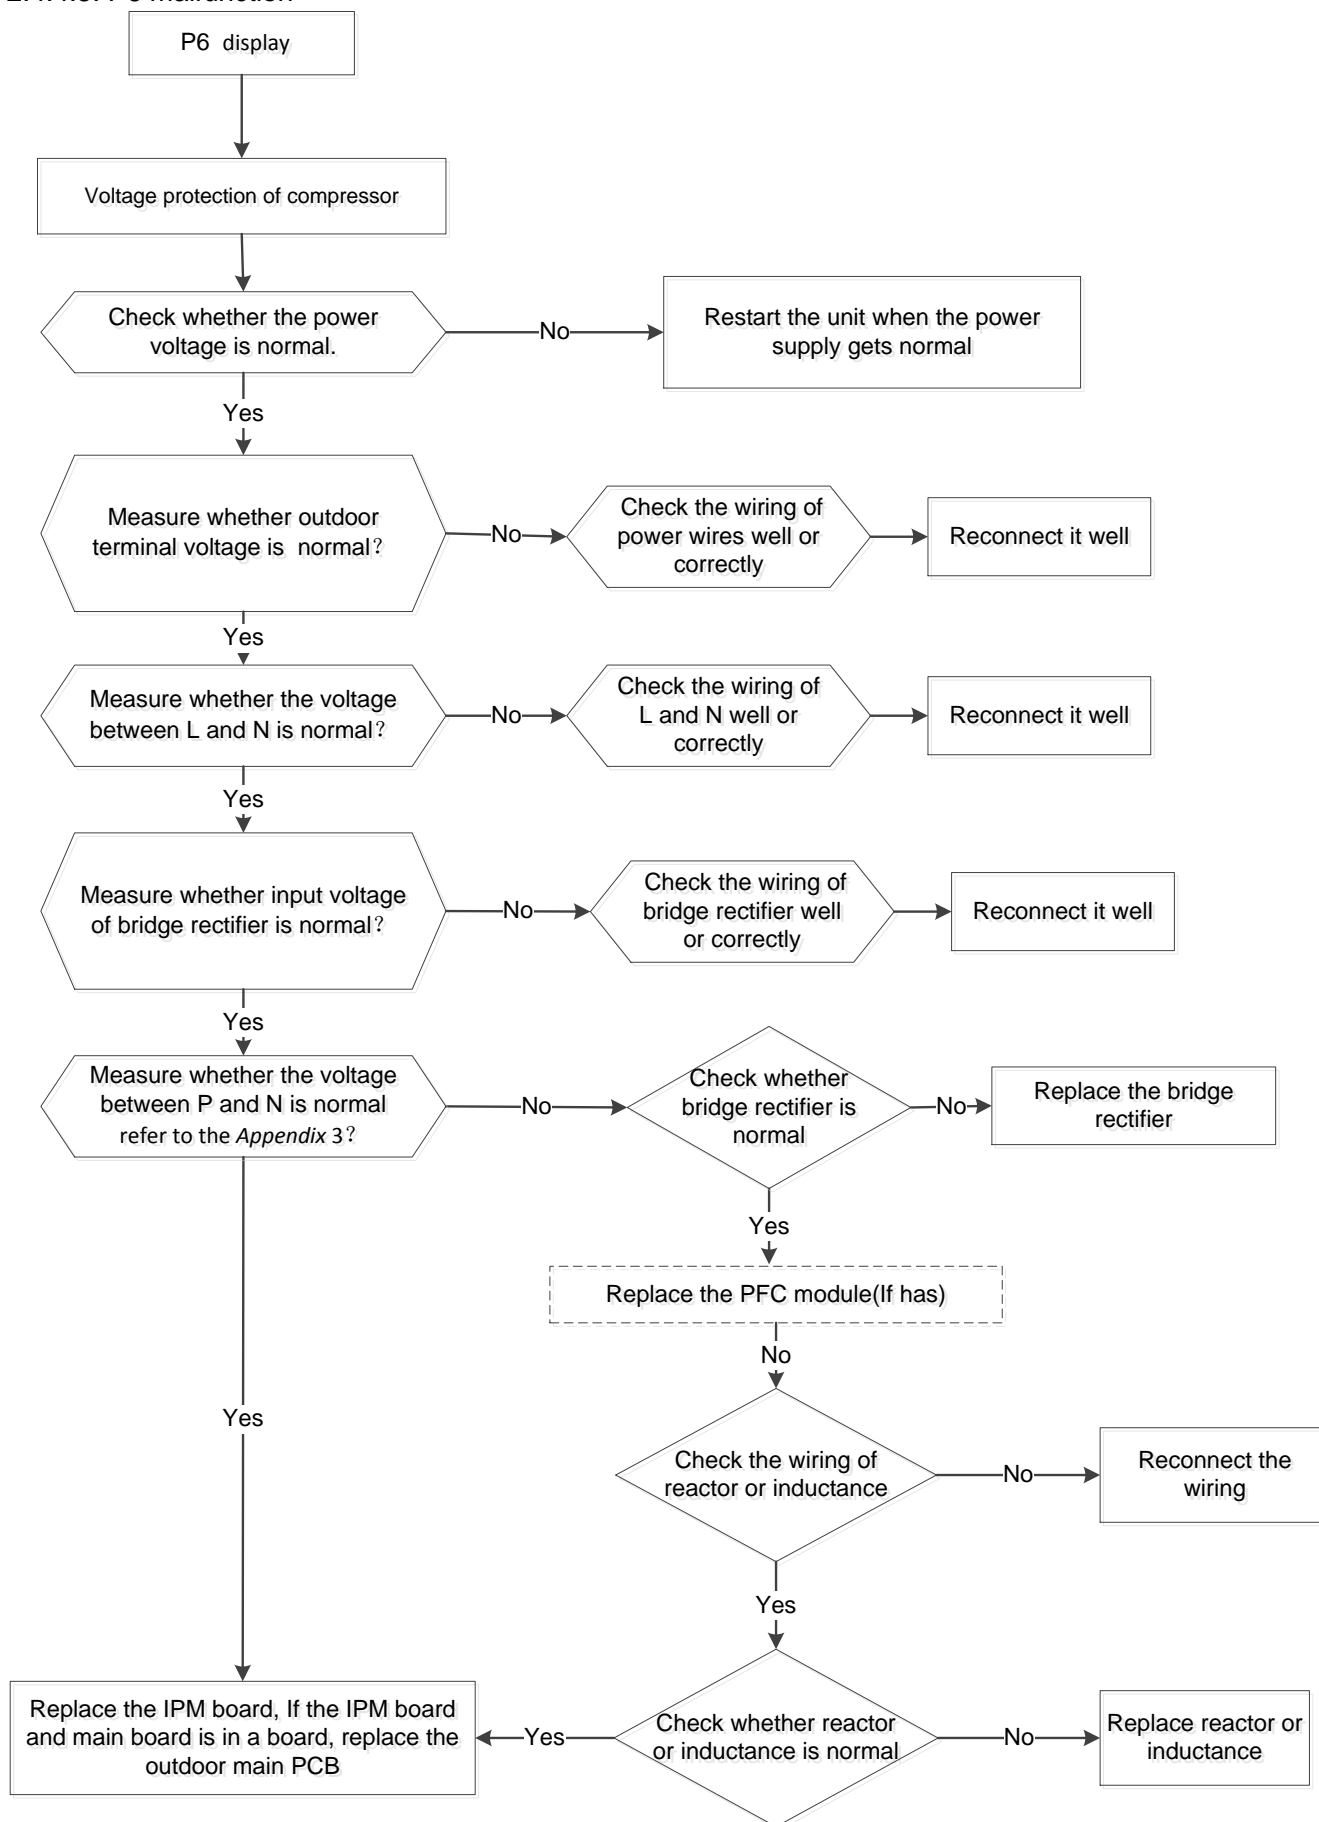 P6 display
Voltage protection of compressor
Check whether the power
voltage is normal.
No
Restart the unit when the power
supply gets normal
Yes
Measure whether outdoor
terminal voltage is normal?
No
Check the wiring of
power wires well or
correctly
Reconnect it well
Yes
Measure whether the voltage
between L and N is normal?
No
Check the wiring of
L and N well or
correctly
Reconnect it well
Yes
Measure whether input voltage
of bridge rectifier is normal?
No
Check the wiring of
bridge rectifier well
or correctly
Reconnect it well
Yes
Measure whether the voltage
between P and N is normal
refer to the Appendix 3?
No
Check whether
bridge rectifier is
normal
No
Replace the bridge
rectifier
Yes
Replace the PFC module(If has)
No
Yes
Check the wiring of
reactor or inductance
No
Reconnect the
wiring
Yes
Replace the IPM board, If the IPM board
and main board is in a board, replace the
outdoor main PCB
Yes
Check whether reactor
or inductance is normal
No
Replace reactor or
inductance